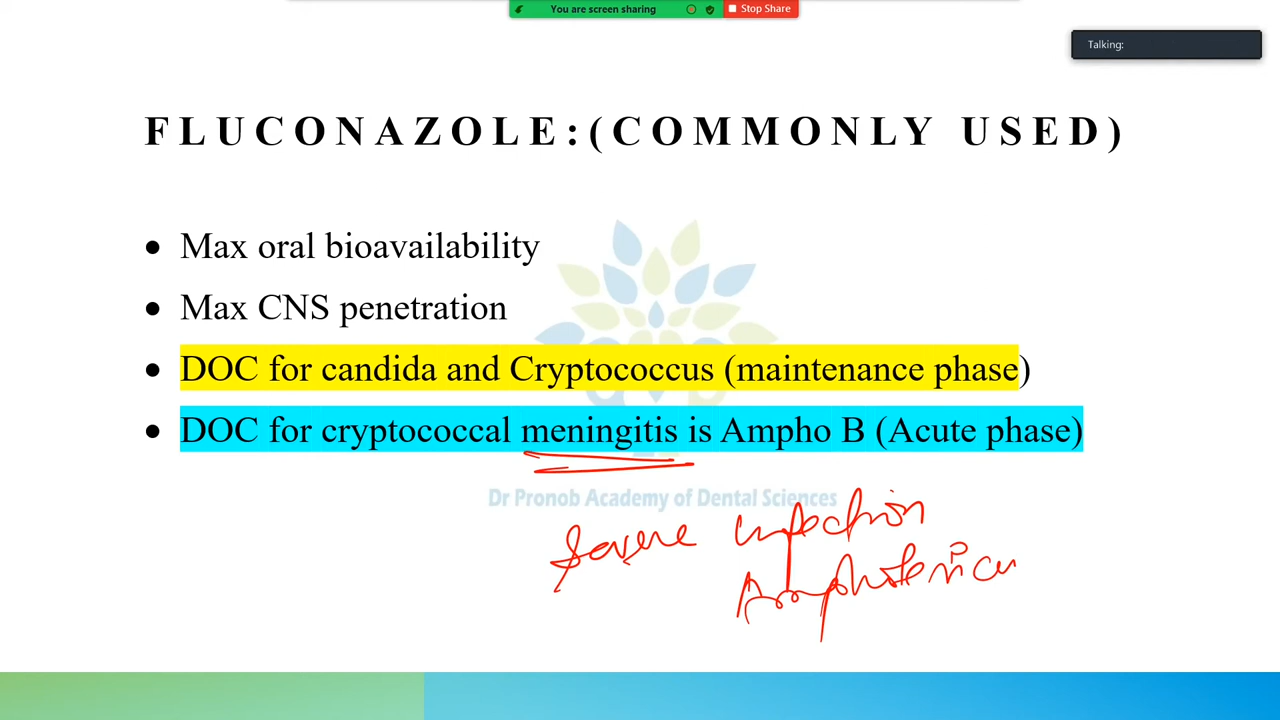 You are screen sharing
Stop Share
Talking:
FLUCONAZOLE:(COMMONLY USED)
• Max oral bioavailability
• Max CNS penetration
• DOC for candida and Cryptococcus (maintenance phase)
• DOC for cryptococcal meningitis is Ampho B (Acute phase)
Dr Pronob Academy of Dental Sciences
Severe infection